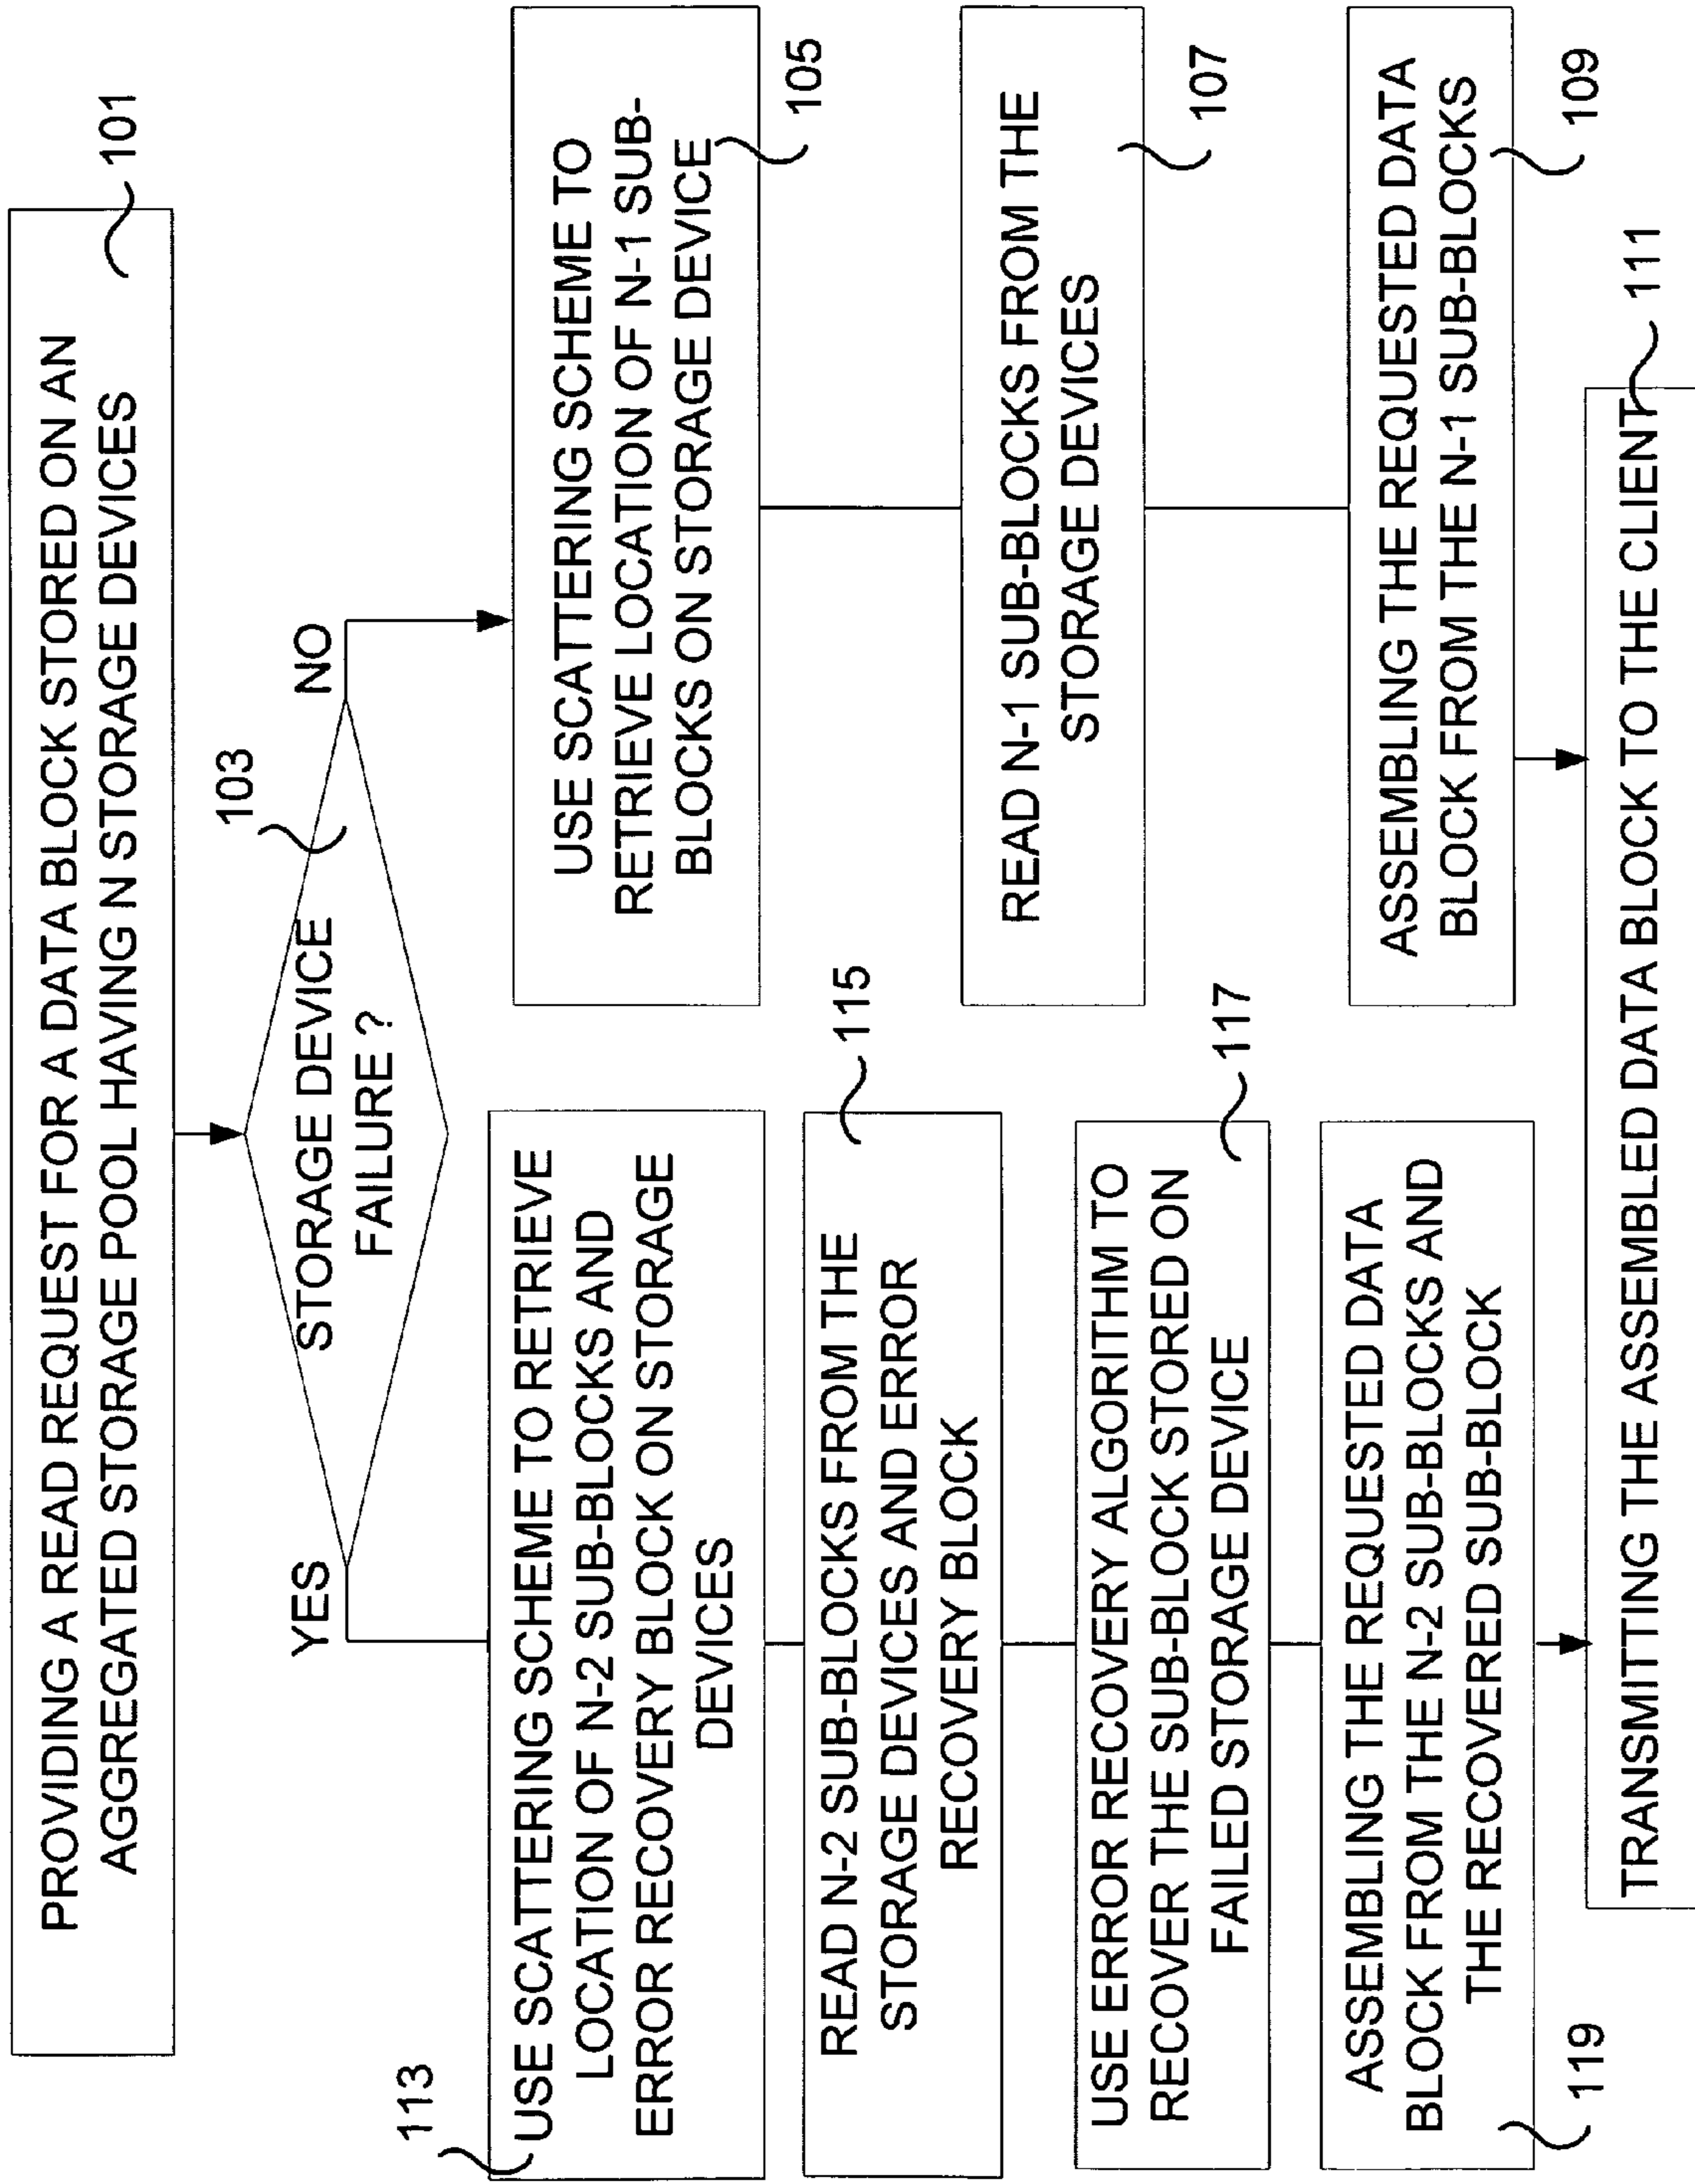 PROVIDING A READ REQUEST FOR A DATA BLOCK STORED ON AN
AGGREGATED STORAGE POOL HAVING N STORAGE DEVICES
101
103
STORAGE DEVICE
FAILURE ?
YES
NO
113
USE SCATTERING SCHEME TO RETRIEVE
LOCATION OF N-2 SUB-BLOCKS AND
ERROR RECOVERY BLOCK ON STORAGE
DEVICES
115
READ N-2 SUB-BLOCKS FROM THE
STORAGE DEVICES AND ERROR
RECOVERY BLOCK
117
USE ERROR RECOVERY ALGORITHM TO
RECOVER THE SUB-BLOCK STORED ON
FAILED STORAGE DEVICE
ASSEMBLING THE REQUESTED DATA
BLOCK FROM THE N-2 SUB-BLOCKS AND
THE RECOVERED SUB-BLOCK
119
USE SCATTERING SCHEME TO
RETRIEVE LOCATION OF N-1 SUB-
BLOCKS ON STORAGE DEVICE
105
READ N-1 SUB-BLOCKS FROM THE
STORAGE DEVICES
107
ASSEMBLING THE REQUESTED DATA
BLOCK FROM THE N-1 SUB-BLOCKS
109
TRANSMITTING THE ASSEMBLED DATA BLOCK TO THE CLIENT
111